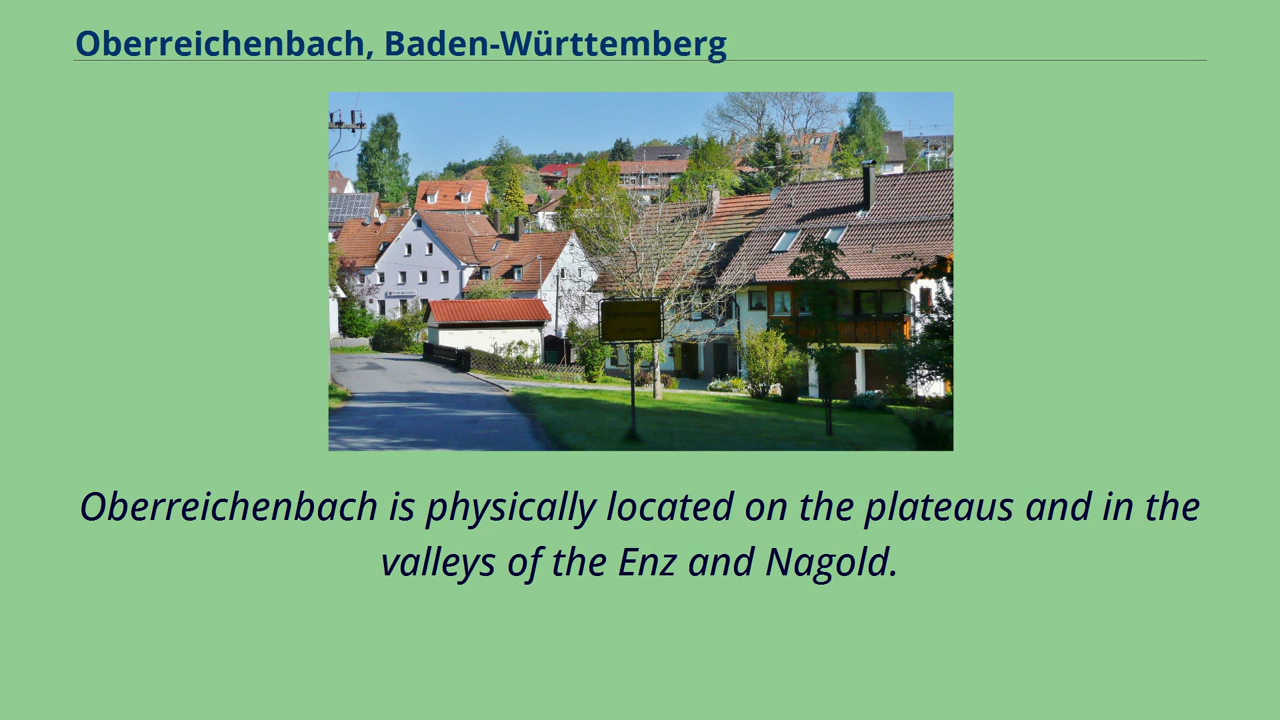 Oberreichenbach, Baden-Württemberg
Oberreichenbach is physically located on the plateaus and in the
valleys of the Enz and Nagold.